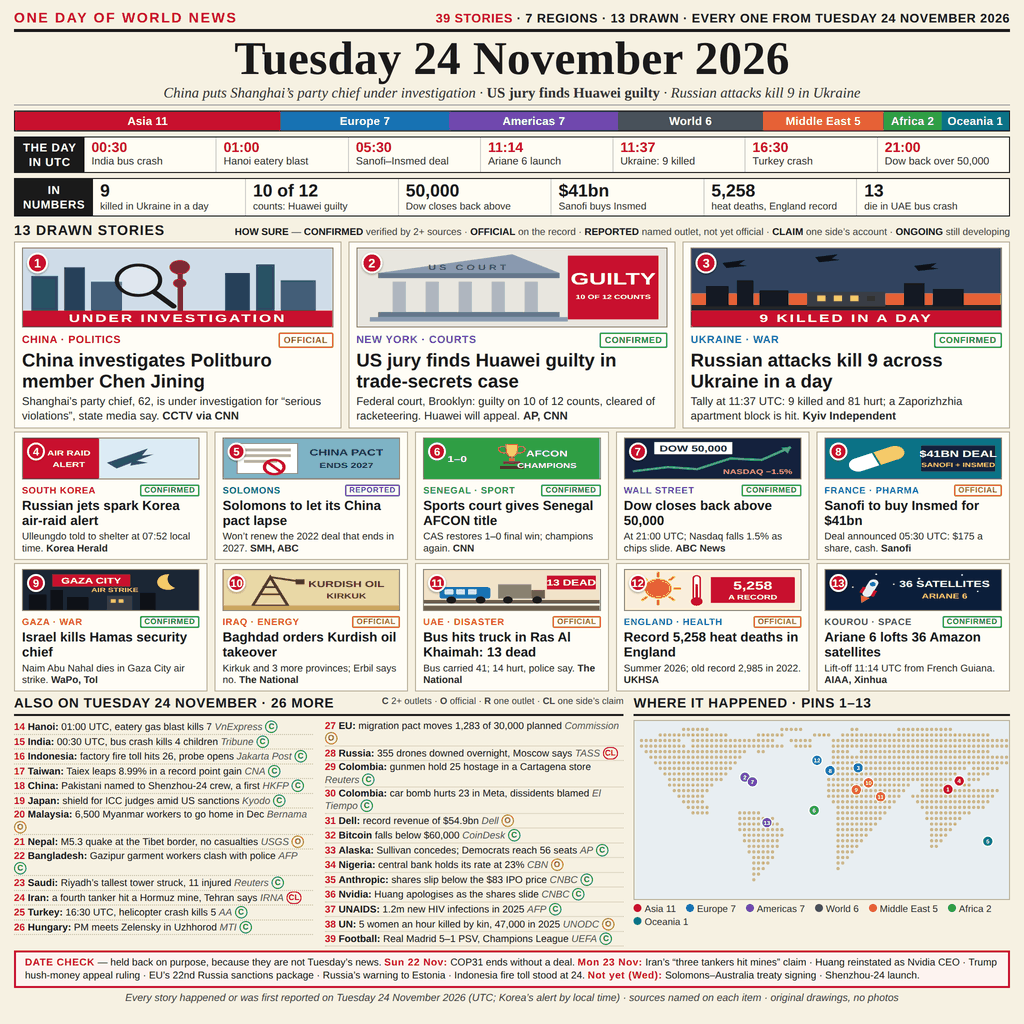 ONE DAY OF WORLD NEWS
39 STORIES · 7 REGIONS · 13 DRAWN · EVERY ONE FROM TUESDAY 24 NOVEMBER 2026
Tuesday 24 November 2026
China puts Shanghai’s party chief under investigation · US jury finds Huawei guilty · Russian attacks kill 9 in Ukraine
Asia 11
Europe 7
Americas 7
World 6
Middle East 5
Africa 2
Oceania 1
THE DAY
IN UTC
00:30
India bus crash
01:00
Hanoi eatery blast
05:30
Sanofi–Insmed deal
11:14
Ariane 6 launch
11:37
Ukraine: 9 killed
16:30
Turkey crash
21:00
Dow back over 50,000
IN
NUMBERS
9
killed in Ukraine in a day
10 of 12
counts: Huawei guilty
50,000
Dow closes back above
$41bn
Sanofi buys Insmed
5,258
heat deaths, England record
13
die in UAE bus crash
13 DRAWN STORIES
HOW SURE — CONFIRMED verified by 2+ sources · OFFICIAL on the record · REPORTED named outlet, not yet official · CLAIM one side’s account · ONGOING still developing
1
UNDER INVESTIGATION
CHINA · POLITICS
OFFICIAL
China investigates Politburo
member Chen Jining
Shanghai’s party chief, 62, is under investigation for “serious
violations”, state media say. CCTV via CNN
2
US COURT
GUILTY
10 OF 12 COUNTS
NEW YORK · COURTS
CONFIRMED
US jury finds Huawei guilty in
trade-secrets case
Federal court, Brooklyn: guilty on 10 of 12 counts, cleared of
racketeering. Huawei will appeal. AP, CNN
3
9 KILLED IN A DAY
UKRAINE · WAR
CONFIRMED
Russian attacks kill 9 across
Ukraine in a day
Tally at 11:37 UTC: 9 killed and 81 hurt; a Zaporizhzhia
apartment block is hit. Kyiv Independent
4
AIR RAID
ALERT
SOUTH KOREA
CONFIRMED
Russian jets spark Korea
air-raid alert
Ulleungdo told to shelter at 07:52 local
time. Korea Herald
5
CHINA PACT
ENDS 2027
SOLOMONS
REPORTED
Solomons to let its China
pact lapse
Won’t renew the 2022 deal that ends in
2027. SMH, ABC
6
1–0
AFCON
CHAMPIONS
SENEGAL · SPORT
CONFIRMED
Sports court gives Senegal
AFCON title
CAS restores 1–0 final win; champions
again. CNN
7
DOW 50,000
NASDAQ −1.5%
WALL STREET
CONFIRMED
Dow closes back above
50,000
At 21:00 UTC; Nasdaq falls 1.5% as
chips slide. ABC News
8
$41BN DEAL
SANOFI + INSMED
FRANCE · PHARMA
OFFICIAL
Sanofi to buy Insmed for
$41bn
Deal announced 05:30 UTC: $175 a
share, cash. Sanofi
9
GAZA CITY
AIR STRIKE
GAZA · WAR
CONFIRMED
Israel kills Hamas security
chief
Naim Abu Nahal dies in Gaza City air
strike. WaPo, ToI
10
KURDISH OIL
KIRKUK
IRAQ · ENERGY
OFFICIAL
Baghdad orders Kurdish oil
takeover
Kirkuk and 3 more provinces; Erbil says
no. The National
11
13 DEAD
UAE · DISASTER
OFFICIAL
Bus hits truck in Ras Al
Khaimah: 13 dead
Bus carried 41; 14 hurt, police say. The
National
12
5,258
A RECORD
ENGLAND · HEALTH
OFFICIAL
Record 5,258 heat deaths in
England
Summer 2026; old record 2,985 in 2022.
UKHSA
13
36 SATELLITES
ARIANE 6
KOUROU · SPACE
CONFIRMED
Ariane 6 lofts 36 Amazon
satellites
Lift-off 11:14 UTC from French Guiana.
AIAA, Xinhua
ALSO ON TUESDAY 24 NOVEMBER · 26 MORE
C 2+ outlets · O official · R one outlet · CL one side’s claim
14 Hanoi: 01:00 UTC, eatery gas blast kills 7 VnExpress C
15 India: 00:30 UTC, bus crash kills 4 children Tribune C
16 Indonesia: factory fire toll hits 26, probe opens Jakarta Post C
17 Taiwan: Taiex leaps 8.99% in a record point gain CNA C
18 China: Pakistani named to Shenzhou-24 crew, a first HKFP C
19 Japan: shield for ICC judges amid US sanctions Kyodo C
20 Malaysia: 6,500 Myanmar workers to go home in Dec Bernama
O
21 Nepal: M5.3 quake at the Tibet border, no casualties USGS O
22 Bangladesh: Gazipur garment workers clash with police AFP
C
23 Saudi: Riyadh’s tallest tower struck, 11 injured Reuters C
24 Iran: a fourth tanker hit a Hormuz mine, Tehran says IRNA CL
25 Turkey: 16:30 UTC, helicopter crash kills 5 AA C
26 Hungary: PM meets Zelensky in Uzhhorod MTI C
27 EU: migration pact moves 1,283 of 30,000 planned Commission
O
28 Russia: 355 drones downed overnight, Moscow says TASS CL
29 Colombia: gunmen hold 25 hostage in a Cartagena store
Reuters C
30 Colombia: car bomb hurts 23 in Meta, dissidents blamed El
Tiempo C
31 Dell: record revenue of $54.9bn Dell O
32 Bitcoin falls below $60,000 CoinDesk C
33 Alaska: Sullivan concedes; Democrats reach 56 seats AP C
34 Nigeria: central bank holds its rate at 23% CBN O
35 Anthropic: shares slip below the $83 IPO price CNBC C
36 Nvidia: Huang apologises as the shares slide CNBC C
37 UNAIDS: 1.2m new HIV infections in 2025 AFP C
38 UN: 5 women an hour killed by kin, 47,000 in 2025 UNODC O
39 Football: Real Madrid 5–1 PSV, Champions League UEFA C
WHERE IT HAPPENED · PINS 1–13
12
8
3
2
7
10
9
11
4
1
6
13
5
Asia 11
Europe 7
Americas 7
World 6
Middle East 5
Africa 2
Oceania 1
DATE CHECK — held back on purpose, because they are not Tuesday’s news. Sun 22 Nov: COP31 ends without a deal. Mon 23 Nov: Iran’s “three tankers hit mines” claim · Huang reinstated as Nvidia CEO · Trump
hush-money appeal ruling · EU’s 22nd Russia sanctions package · Russia’s warning to Estonia · Indonesia fire toll stood at 24. Not yet (Wed): Solomons–Australia treaty signing · Shenzhou-24 launch.
Every story happened or was first reported on Tuesday 24 November 2026 (UTC; Korea’s alert by local time) · sources named on each item · original drawings, no photos